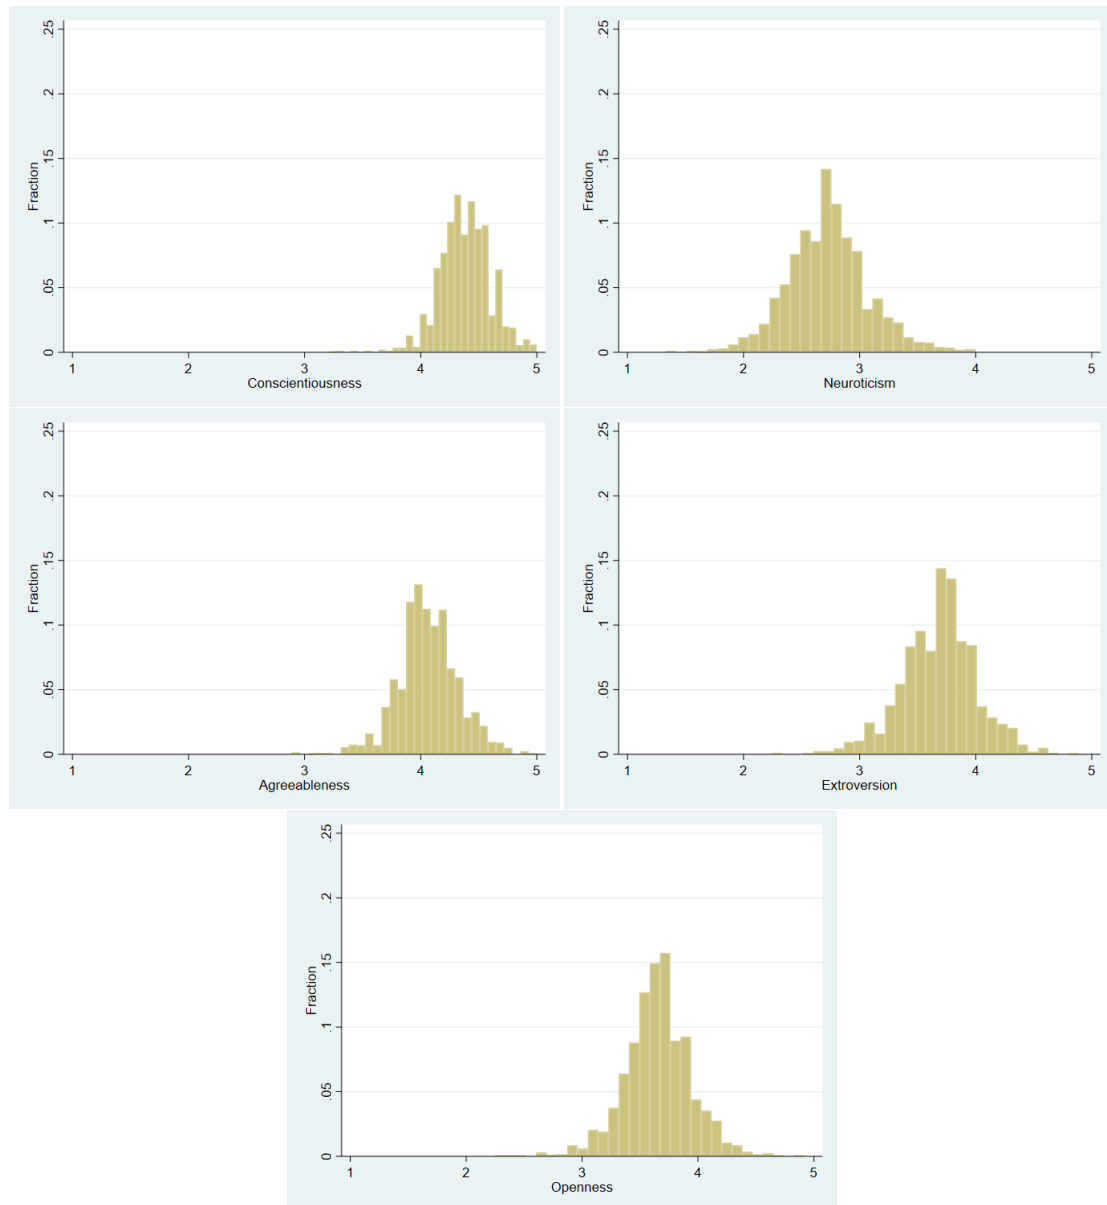 .25
.2
.15
.1
.05
0
Fraction
1 2 3 4 5
Conscientiousness
.25
.2
.15
.1
.05
0
Fraction
1 2 3 4 5
Neuroticism
.25
.2
.15
.1
.05
0
Fraction
1 2 3 4 5
Agreeableness
.25
.2
.15
.1
.05
0
Fraction
1 2 3 4 5
Extroversion
.25
.2
.15
.1
.05
0
Fraction
1 2 3 4 5
Openness